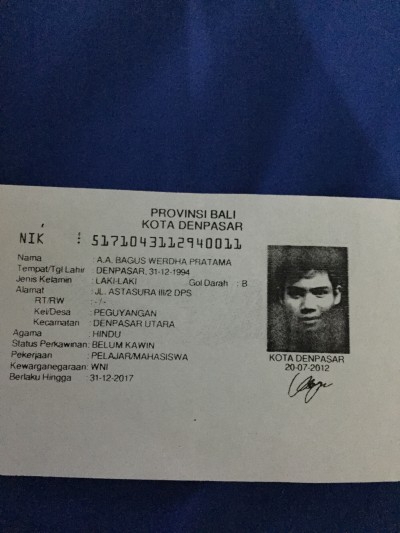 PROVINSI BALI
KOTA DENPASAR
NIK : 5171043112940011
Nama : A.A. BAGUS WERDHA PRATAMA
Tempat/Tgl Lahir : DENPASAR, 31-12-1994
Jenis Kelamin : LAKI-LAKI Gol Darah : B
Alamat : JL. ASTASURA III/2 DPS
RT/RW : - / -
Kel/Desa : PEGUYANGAN
Kecamatan : DENPASAR UTARA
Agama : HINDU
Status Perkawinan: BELUM KAWIN
Pekerjaan : PELAJAR/MAHASISWA
Kewarganegaraan: WNI
Berlaku Hingga : 31-12-2017
KOTA DENPASAR
20-07-2012